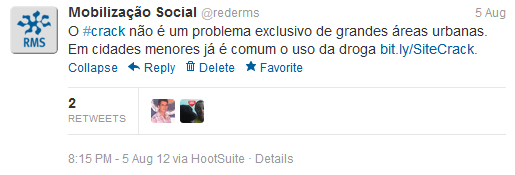 Mobilização Social @rederms 5 Aug
O #crack não é um problema exclusivo de grandes áreas urbanas.
Em cidades menores já é comum o uso da droga bit.ly/SiteCrack.
Collapse Reply Delete Favorite
RMS
2
RETWEETS
8:15 PM - 5 Aug 12 via HootSuite · Details